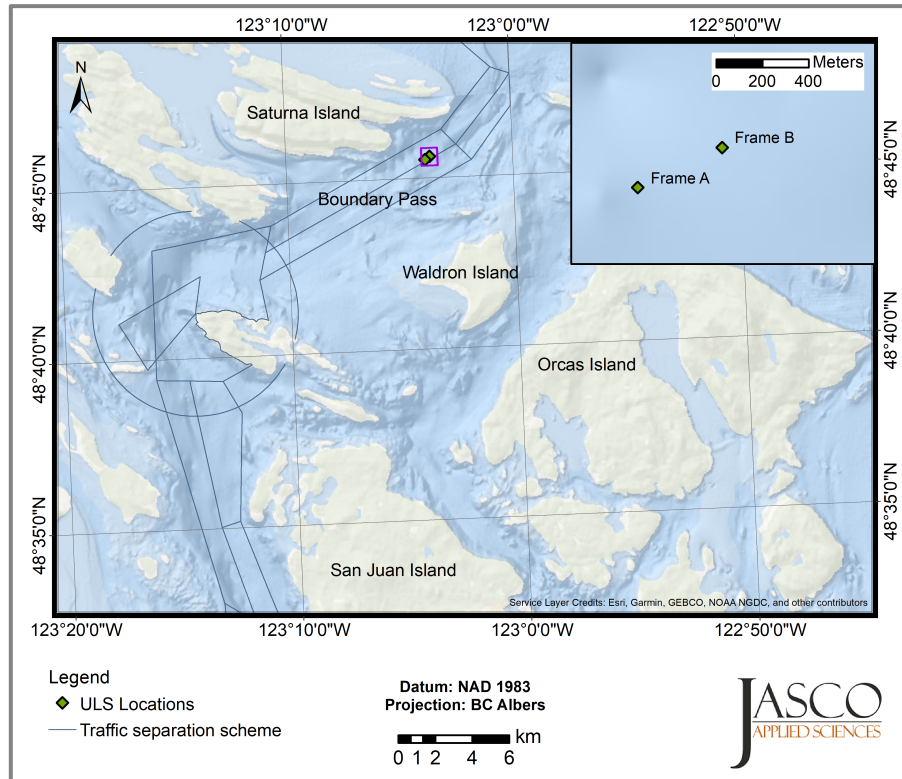 123°10'0"W
123°0'0"W
122°50'0"W
N
Saturna Island
Meters
0 200 400
Frame B
Frame A
48°45'0"N
48°45'0"N
Boundary Pass
Waldron Island
48°40'0"N
48°40'0"N
Orcas Island
48°35'0"N
48°35'0"N
San Juan Island
Service Layer Credits: Esri, Garmin, GEBCO, NOAA NGDC, and other contributors
123°20'0"W
123°10'0"W
123°0'0"W
122°50'0"W
Legend
ULS Locations
Traffic separation scheme
Datum: NAD 1983
Projection: BC Albers
km
0 1 2 4 6
JASCO
APPLIED SCIENCES